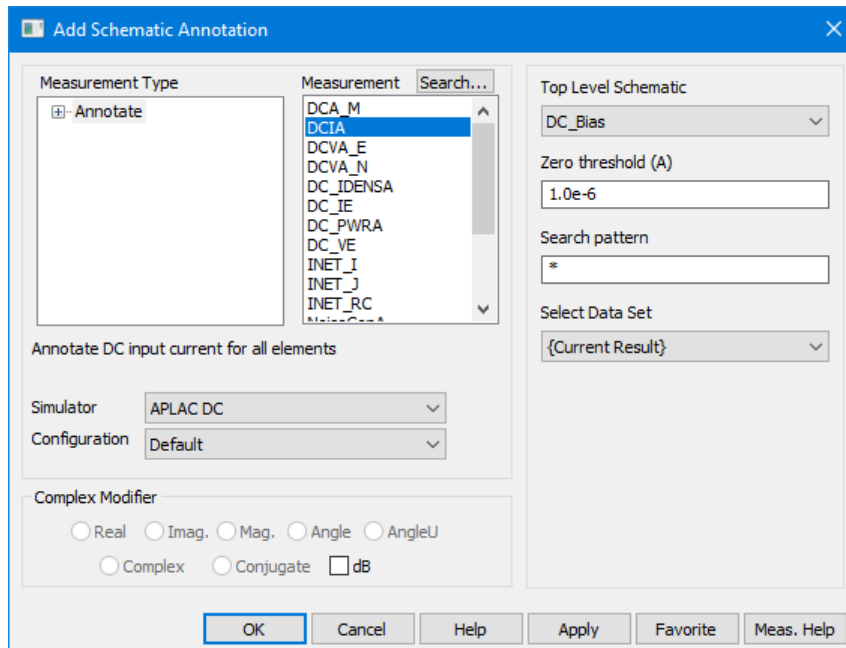 Add Schematic Annotation
Measurement Type
Annotate
Measurement
Search...
DCA_M
DCIA
DCVA_E
DCVA_N
DC_IDENSA
DC_IE
DC_PWRA
DC_VE
INET_I
INET_J
INET_RC
Annotate DC input current for all elements
Simulator
APLAC DC
Configuration
Default
Complex Modifier
Real Imag. Mag. Angle AngleU
Complex Conjugate dB
Top Level Schematic
DC_Bias
Zero threshold (A)
1.0e-6
Search pattern
*
Select Data Set
{Current Result}
OK Cancel Help Apply Favorite Meas. Help